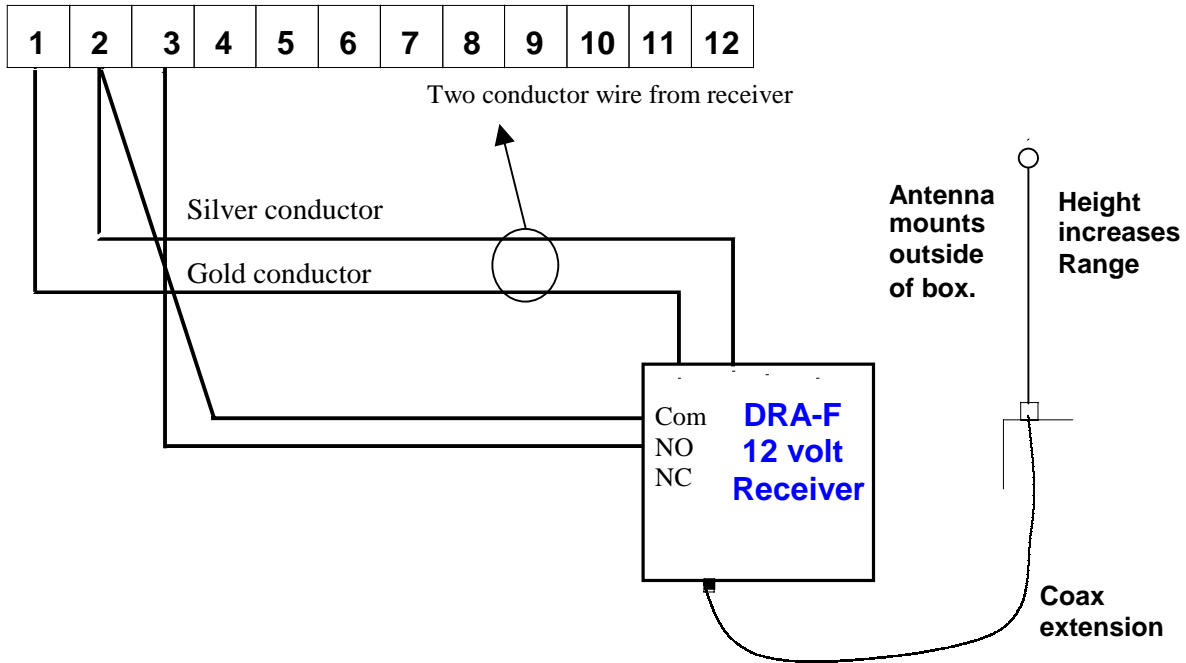 1 2 3 4 5 6 7 8 9 10 11 12
Two conductor wire from receiver
Silver conductor
Gold conductor
Antenna
mounts
outside
of box.
Height
increases
Range
Com
NO
NC
DRA-F
12 volt
Receiver
Coax
extension